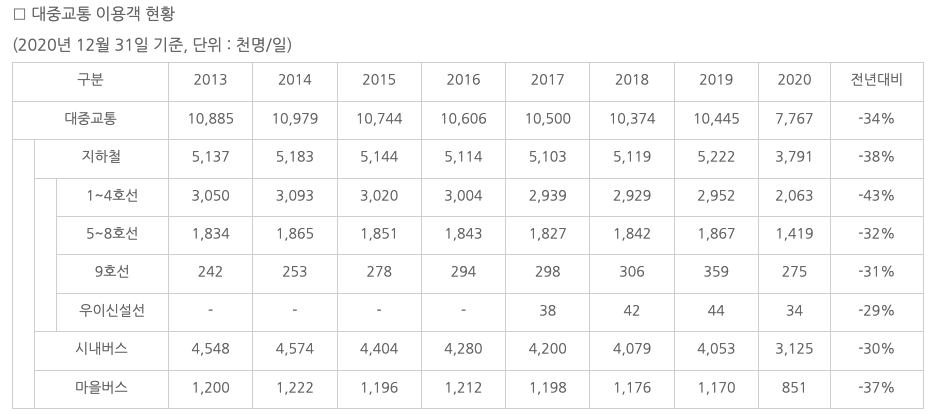 □ 대중교통 이용객 현황
(2020년 12월 31일 기준, 단위 : 천명/일)
구분 2013 2014 2015 2016 2017 2018 2019 2020 전년대비
대중교통 10,885 10,979 10,744 10,606 10,500 10,374 10,445 7,767 -34%
지하철 5,137 5,183 5,144 5,114 5,103 5,119 5,222 3,791 -38%
1~4호선 3,050 3,093 3,020 3,004 2,939 2,929 2,952 2,063 -43%
5~8호선 1,834 1,865 1,851 1,843 1,827 1,842 1,867 1,419 -32%
9호선 242 253 278 294 298 306 359 275 -31%
우이신설선 - - - - 38 42 44 34 -29%
시내버스 4,548 4,574 4,404 4,280 4,200 4,079 4,053 3,125 -30%
마을버스 1,200 1,222 1,196 1,212 1,198 1,176 1,170 851 -37%